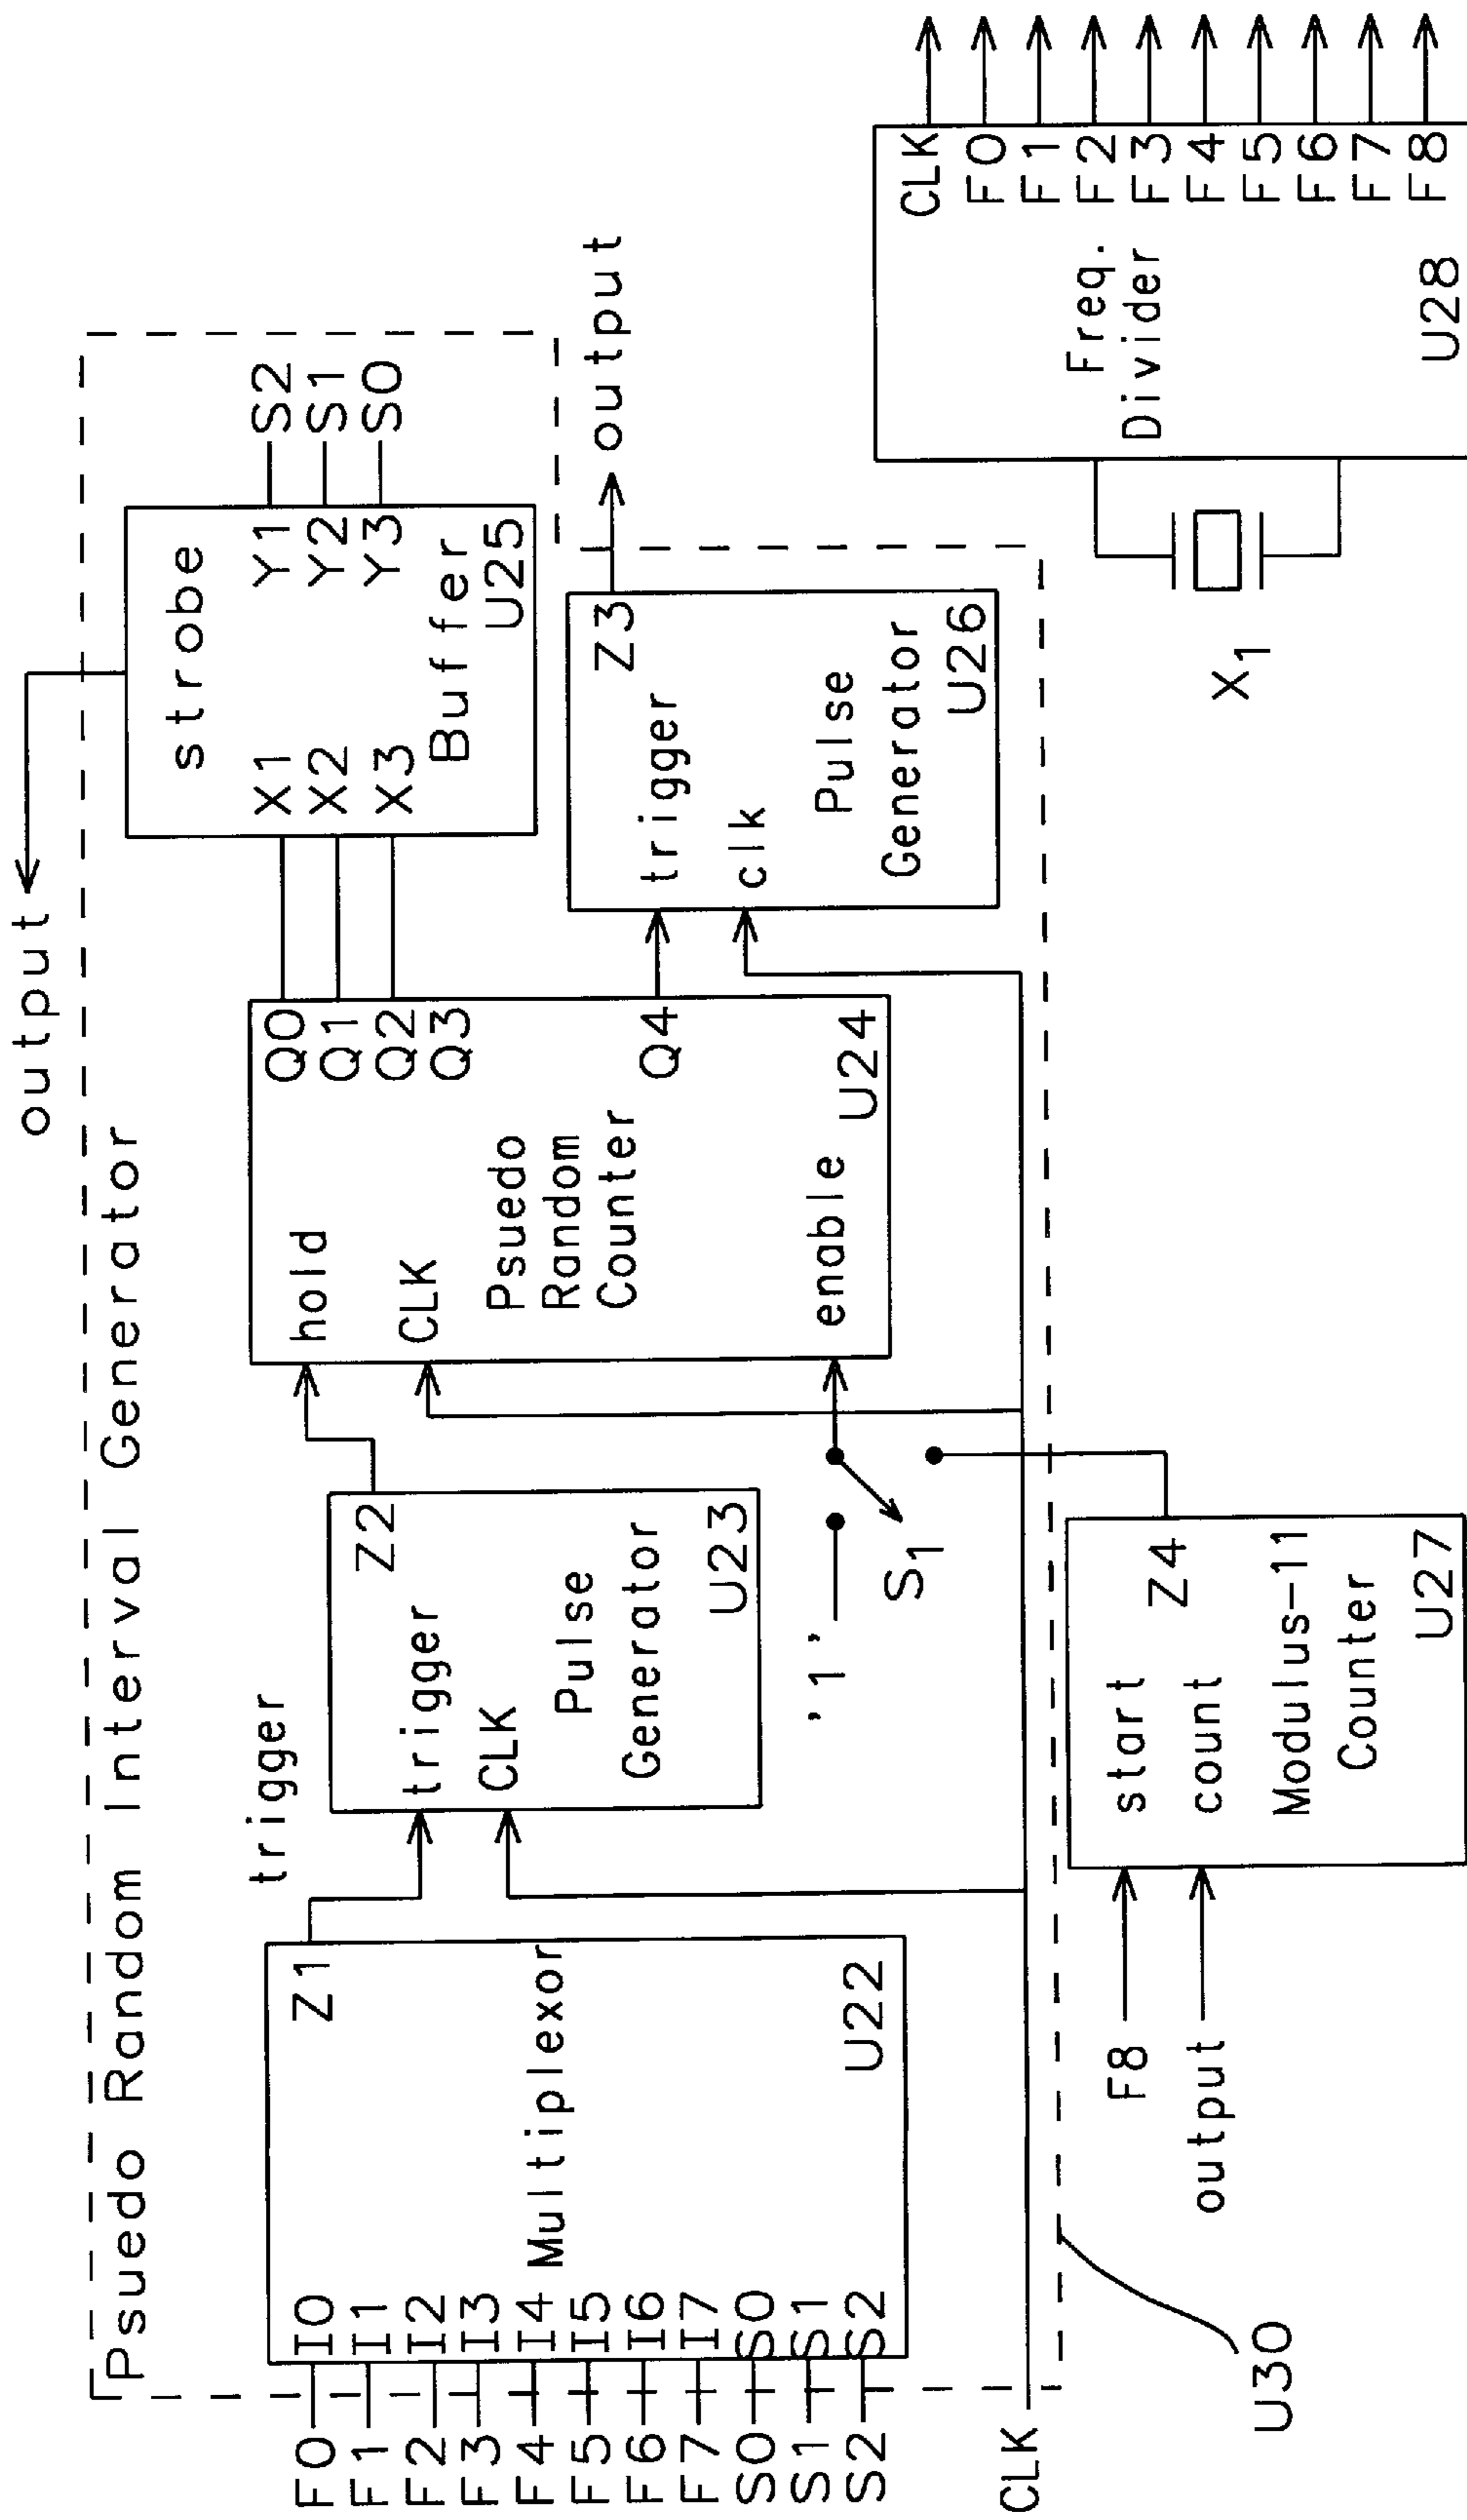 output
Psuedo Random Interval Generator
trigger
F0 I0 Z1
F1 I1
F2 I2
F3 I3
F4 I4 Multiplexor
F5 I5
F6 I6
F7 I7
S0 S0
S1 S1
S2 S2 U22
CLK
Z2
trigger
CLK
Pulse
Generator
U23
hold Q0
Q1
CLK Q2
Q3
Psuedo
Random
Counter
Q4
enable
U24
strobe
X1 Y1 S2
X2 Y2 S1
X3 Y3 S0
Buffer
U25
Z3 output
trigger
clk
Pulse
Generator
U26
'1'
S1
F8 start
Z4
output count
Modulus-11
Counter
U27
U30
X1
CLK
F0
F1
Freq. F2
Divider F3
F4
F5
F6
F7
U28 F8